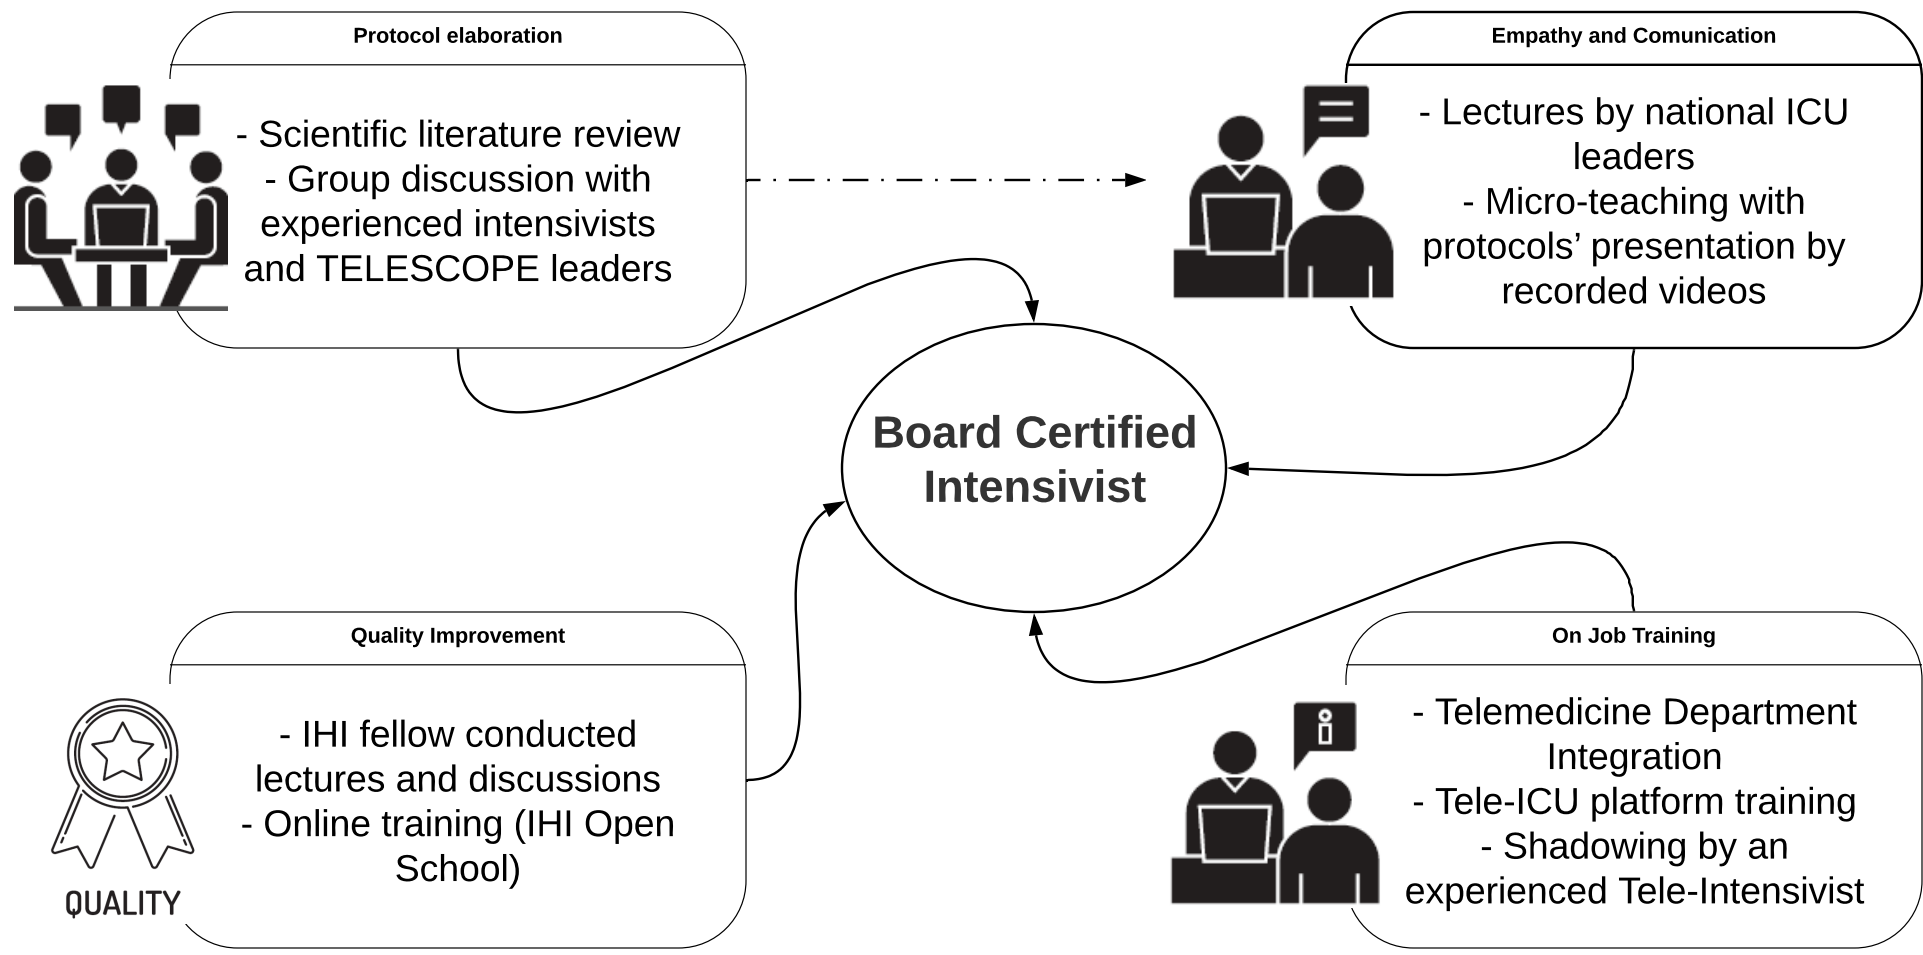 Protocol elaboration
- Scientific literature review
- Group discussion with
experienced intensivists
and TELESCOPE leaders
Empathy and Comunication
- Lectures by national ICU
leaders
- Micro-teaching with
protocols’ presentation by
recorded videos
Board Certified
Intensivist
Quality Improvement
- IHI fellow conducted
lectures and discussions
- Online training (IHI Open
School)
QUALITY
On Job Training
- Telemedicine Department
Integration
- Tele-ICU platform training
- Shadowing by an
experienced Tele-Intensivist
i